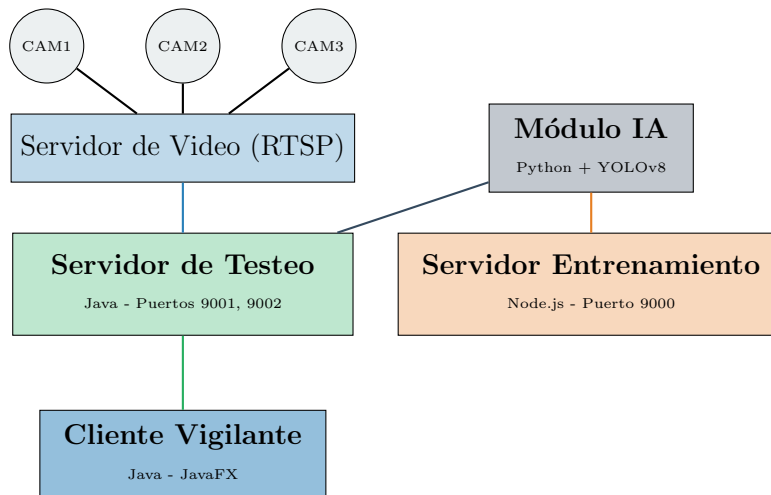 CAM1
CAM2
CAM3
Servidor de Video (RTSP)
Módulo IA
Python + YOLOv8
Servidor de Testeo
Java - Puertos 9001, 9002
Servidor Entrenamiento
Node.js - Puerto 9000
Cliente Vigilante
Java - JavaFX